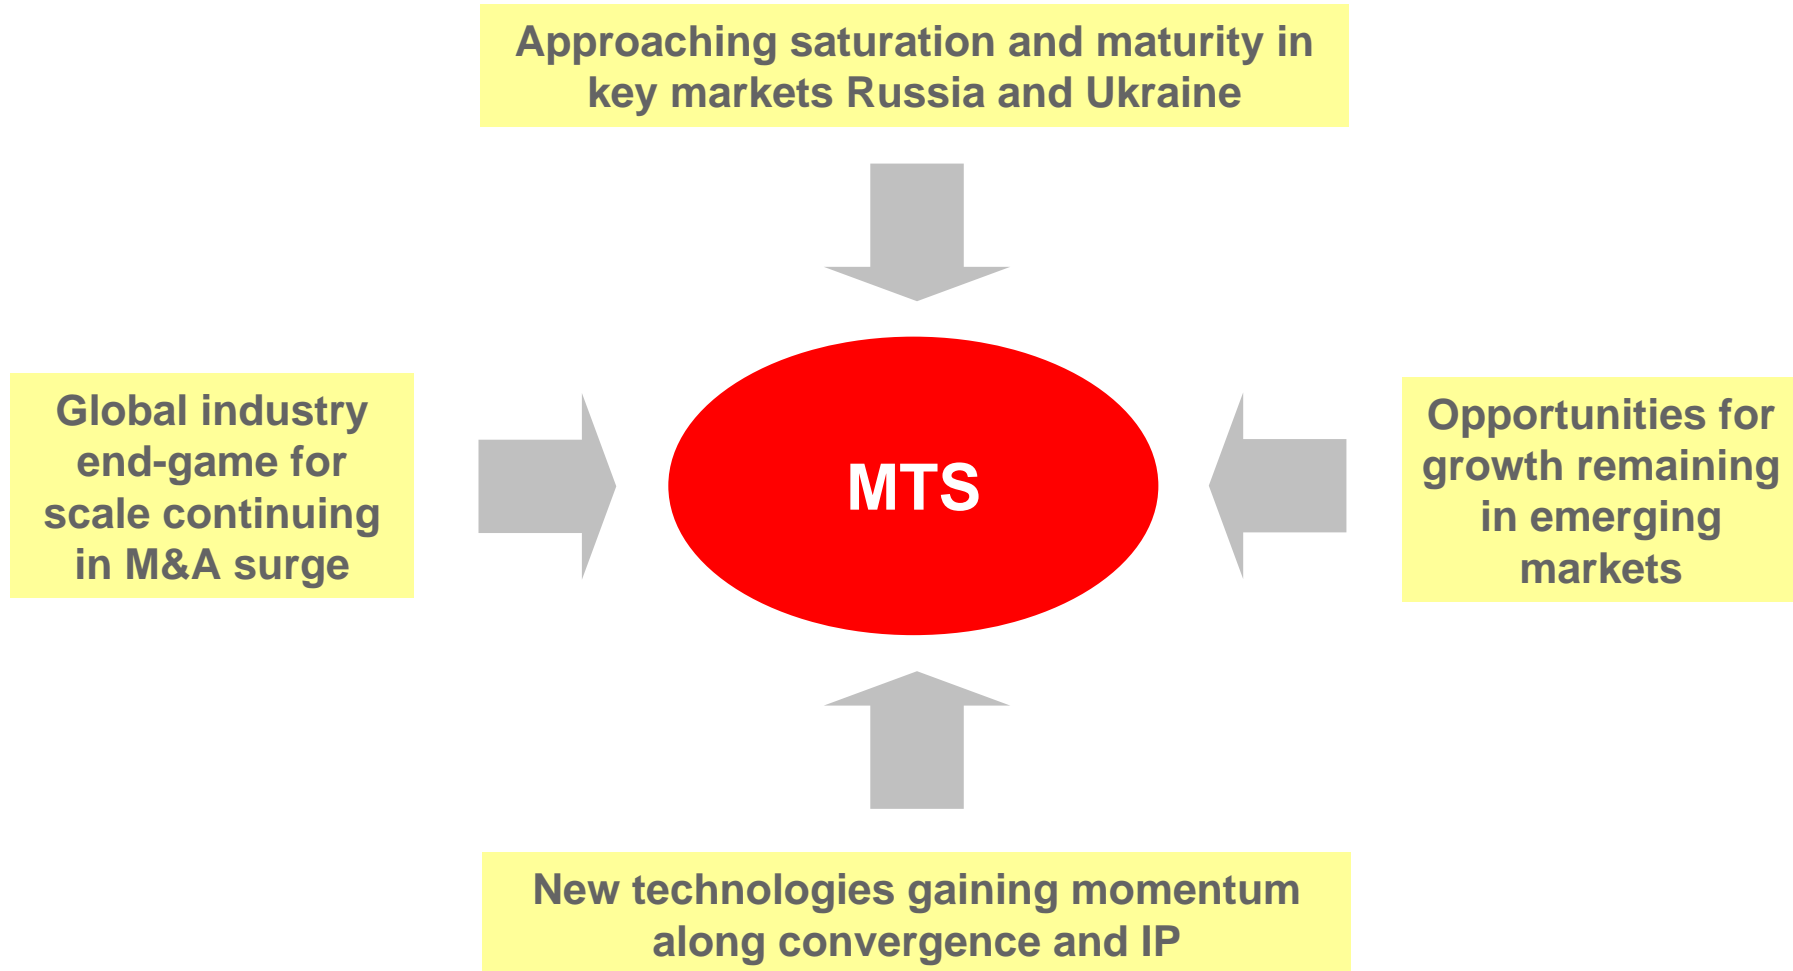 Approaching saturation and maturity in
key markets Russia and Ukraine
Global industry
end-game for
scale continuing
in M&A surge
MTS
Opportunities for
growth remaining
in emerging
markets
New technologies gaining momentum
along convergence and IP